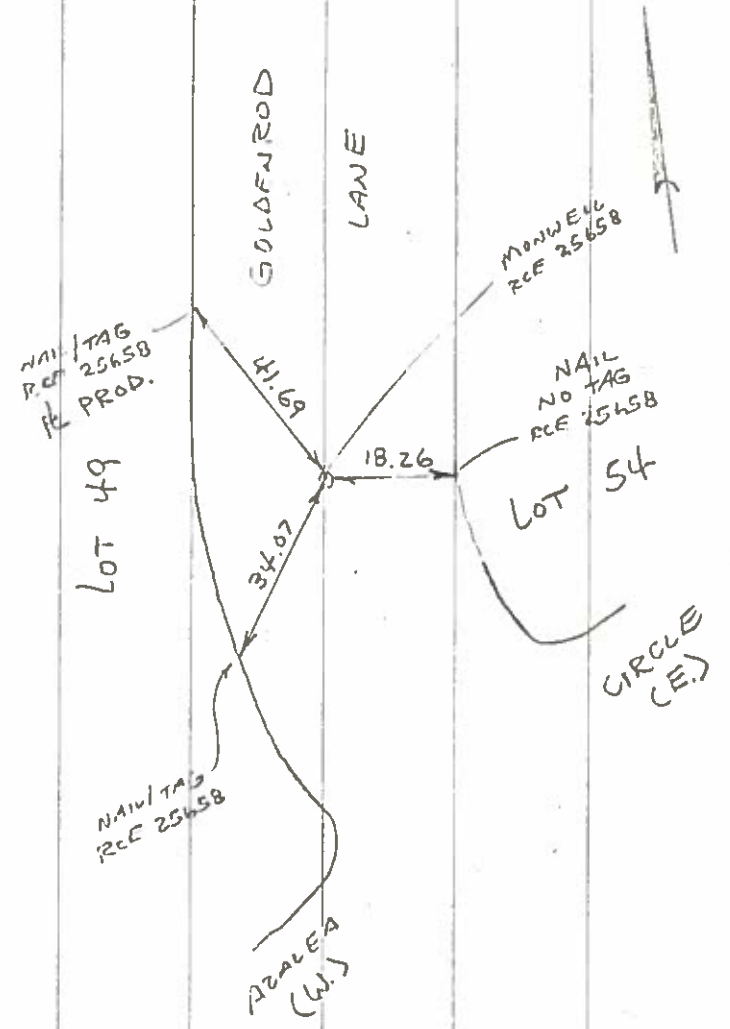 GOLDENROD
LANE
MONWELL
RCE 25658
NAIL/TAG
RCE 25658
PROD.
41.69
NAIL
NO TAG
RCE 25658
18.26
LOT 54
LOT 49
34.07
CIRCLE
(E.)
NAIL/TAG
RCE 25658
AZALEA
(W.)